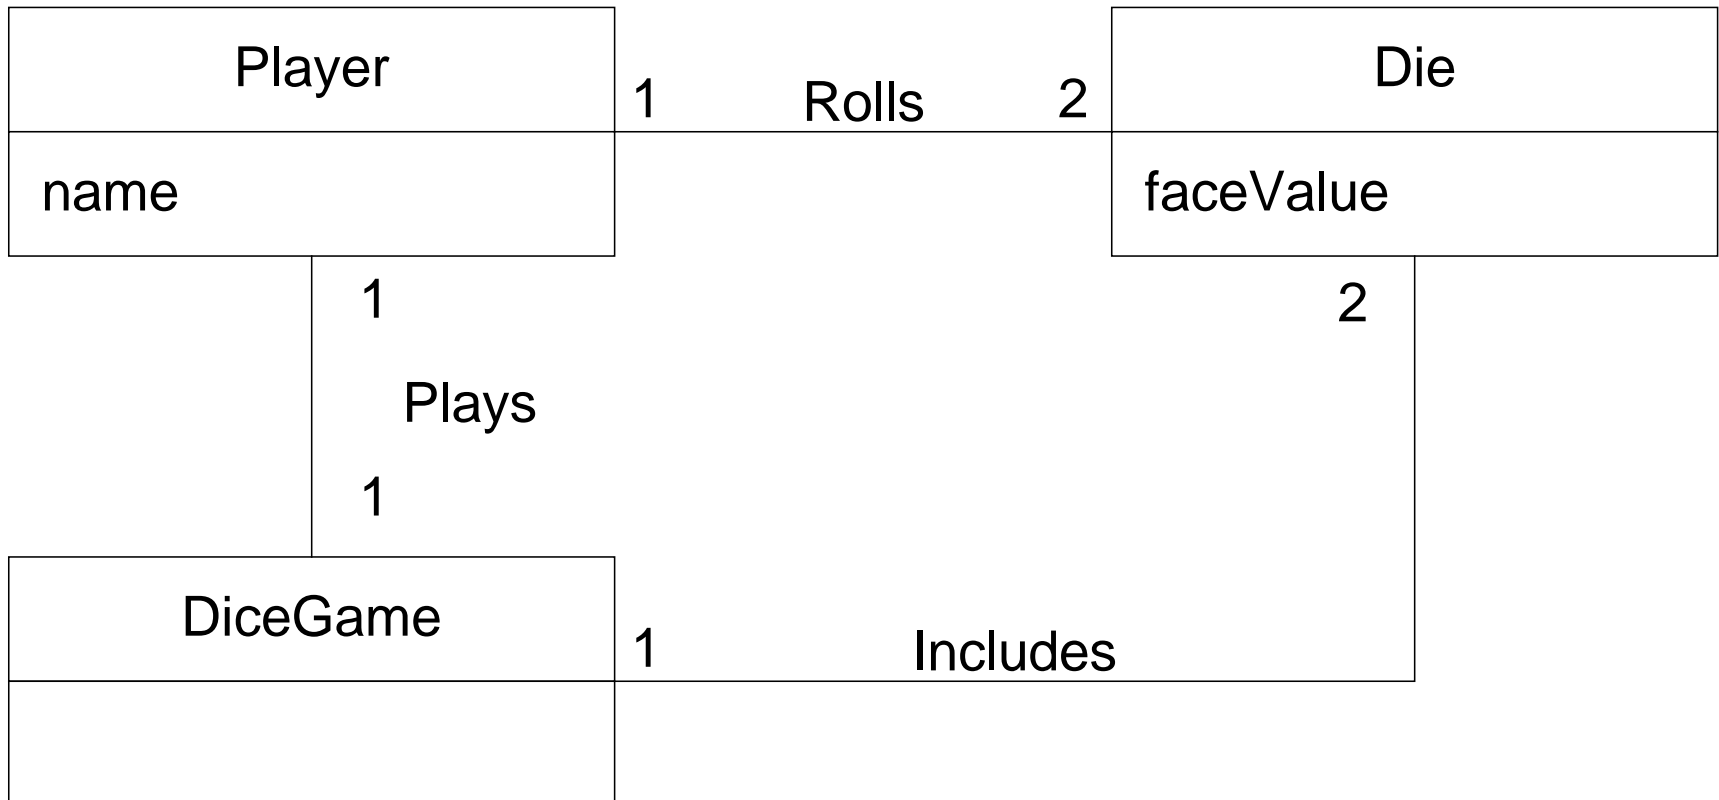 Player
1 Rolls 2
Die
name
faceValue
1
2
Plays
1
DiceGame
1 Includes